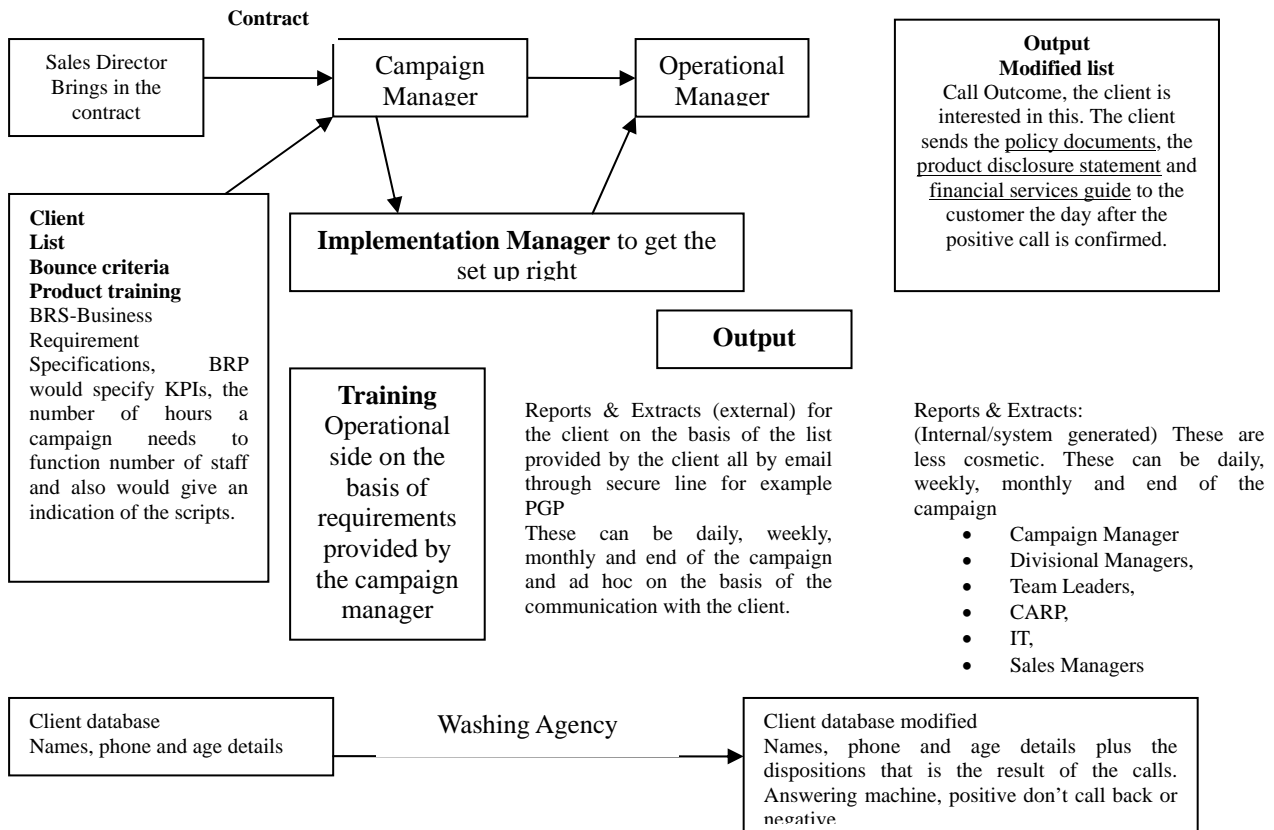 Contract
Sales Director
Brings in the
contract
Campaign
Manager
Operational
Manager
Output
Modified list
Call Outcome, the client is
interested in this. The client
sends the policy documents, the
product disclosure statement and
financial services guide to the
customer the day after the
positive call is confirmed.
Client
List
Bounce criteria
Product training
BRS-Business
Requirement
Specifications, BRP
would specify KPIs, the
number of hours a
campaign needs to
function number of staff
and also would give an
indication of the scripts.
Implementation Manager to get the
set up right
Output
Training
Operational
side on the
basis of
requirements
provided by
the campaign
manager
Reports & Extracts (external) for
the client on the basis of the list
provided by the client all by email
through secure line for example
PGP
These can be daily, weekly,
monthly and end of the campaign
and ad hoc on the basis of the
communication with the client.
Reports & Extracts:
(Internal/system generated) These are
less cosmetic. These can be daily,
weekly, monthly and end of the
campaign
• Campaign Manager
• Divisional Managers,
• Team Leaders,
• CARP,
• IT,
• Sales Managers
Client database
Names, phone and age details
Washing Agency
Client database modified
Names, phone and age details plus the
dispositions that is the result of the calls.
Answering machine, positive don't call back or
negative